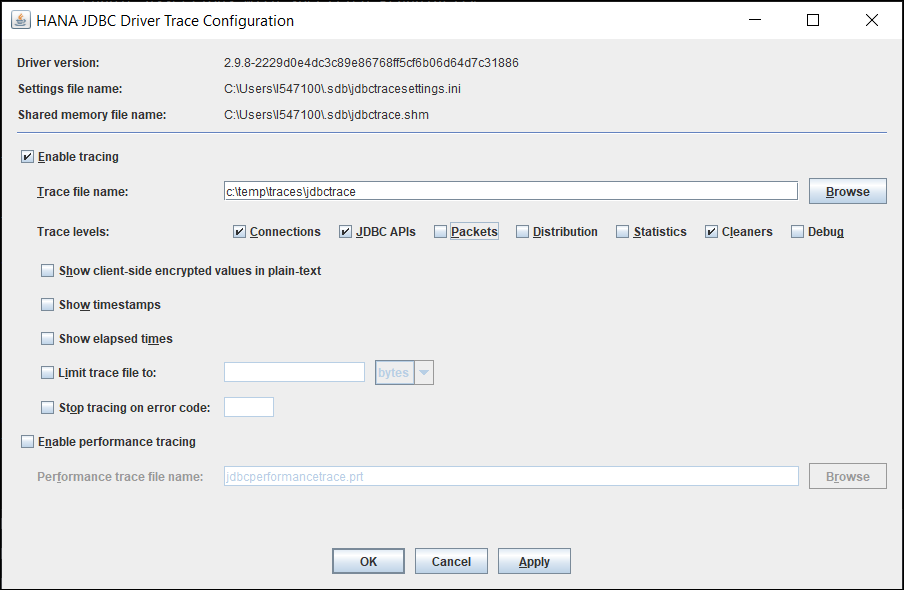 HANA JDBC Driver Trace Configuration
Driver version: 2.9.8-2229d0e4dc3c89e86768ff5cf6b06d64d7c31886
Settings file name: C:\Users\I547100\.sdb\jdbctracesettings.ini
Shared memory file name: C:\Users\I547100\.sdb\jdbctrace.shm
Enable tracing
Trace file name: c:\temp\traces\jdbctrace Browse
Trace levels: Connections JDBC APIs Packets Distribution Statistics Cleaners Debug
Show client-side encrypted values in plain-text
Show timestamps
Show elapsed times
Limit trace file to: bytes
Stop tracing on error code:
Enable performance tracing
Performance trace file name: jdbcperformancetrace.prt Browse
OK Cancel Apply